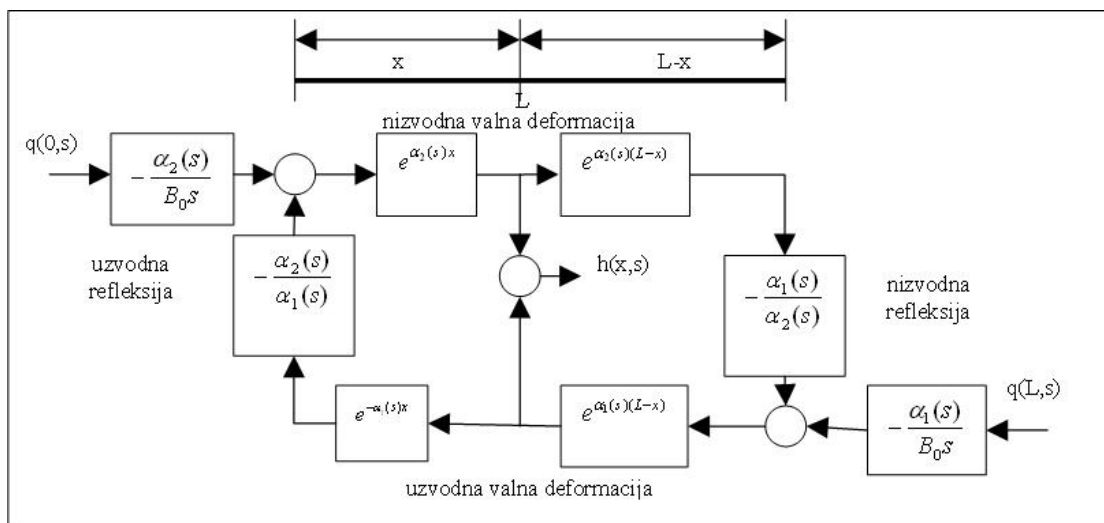 x
L-x
L
nizvodna valna deformacija
q(0,s)
-α₂(s)/B₀s
e^{α₂(s)x}
e^{α₂(s)(L-x)}
uzvodna
refleksija
-α₂(s)/α₁(s)
h(x,s)
-α₁(s)/α₂(s)
nizvodna
refleksija
q(L,s)
e^{-α₁(s)x}
e^{α₁(s)(L-x)}
-α₁(s)/B₀s
uzvodna valna deformacija